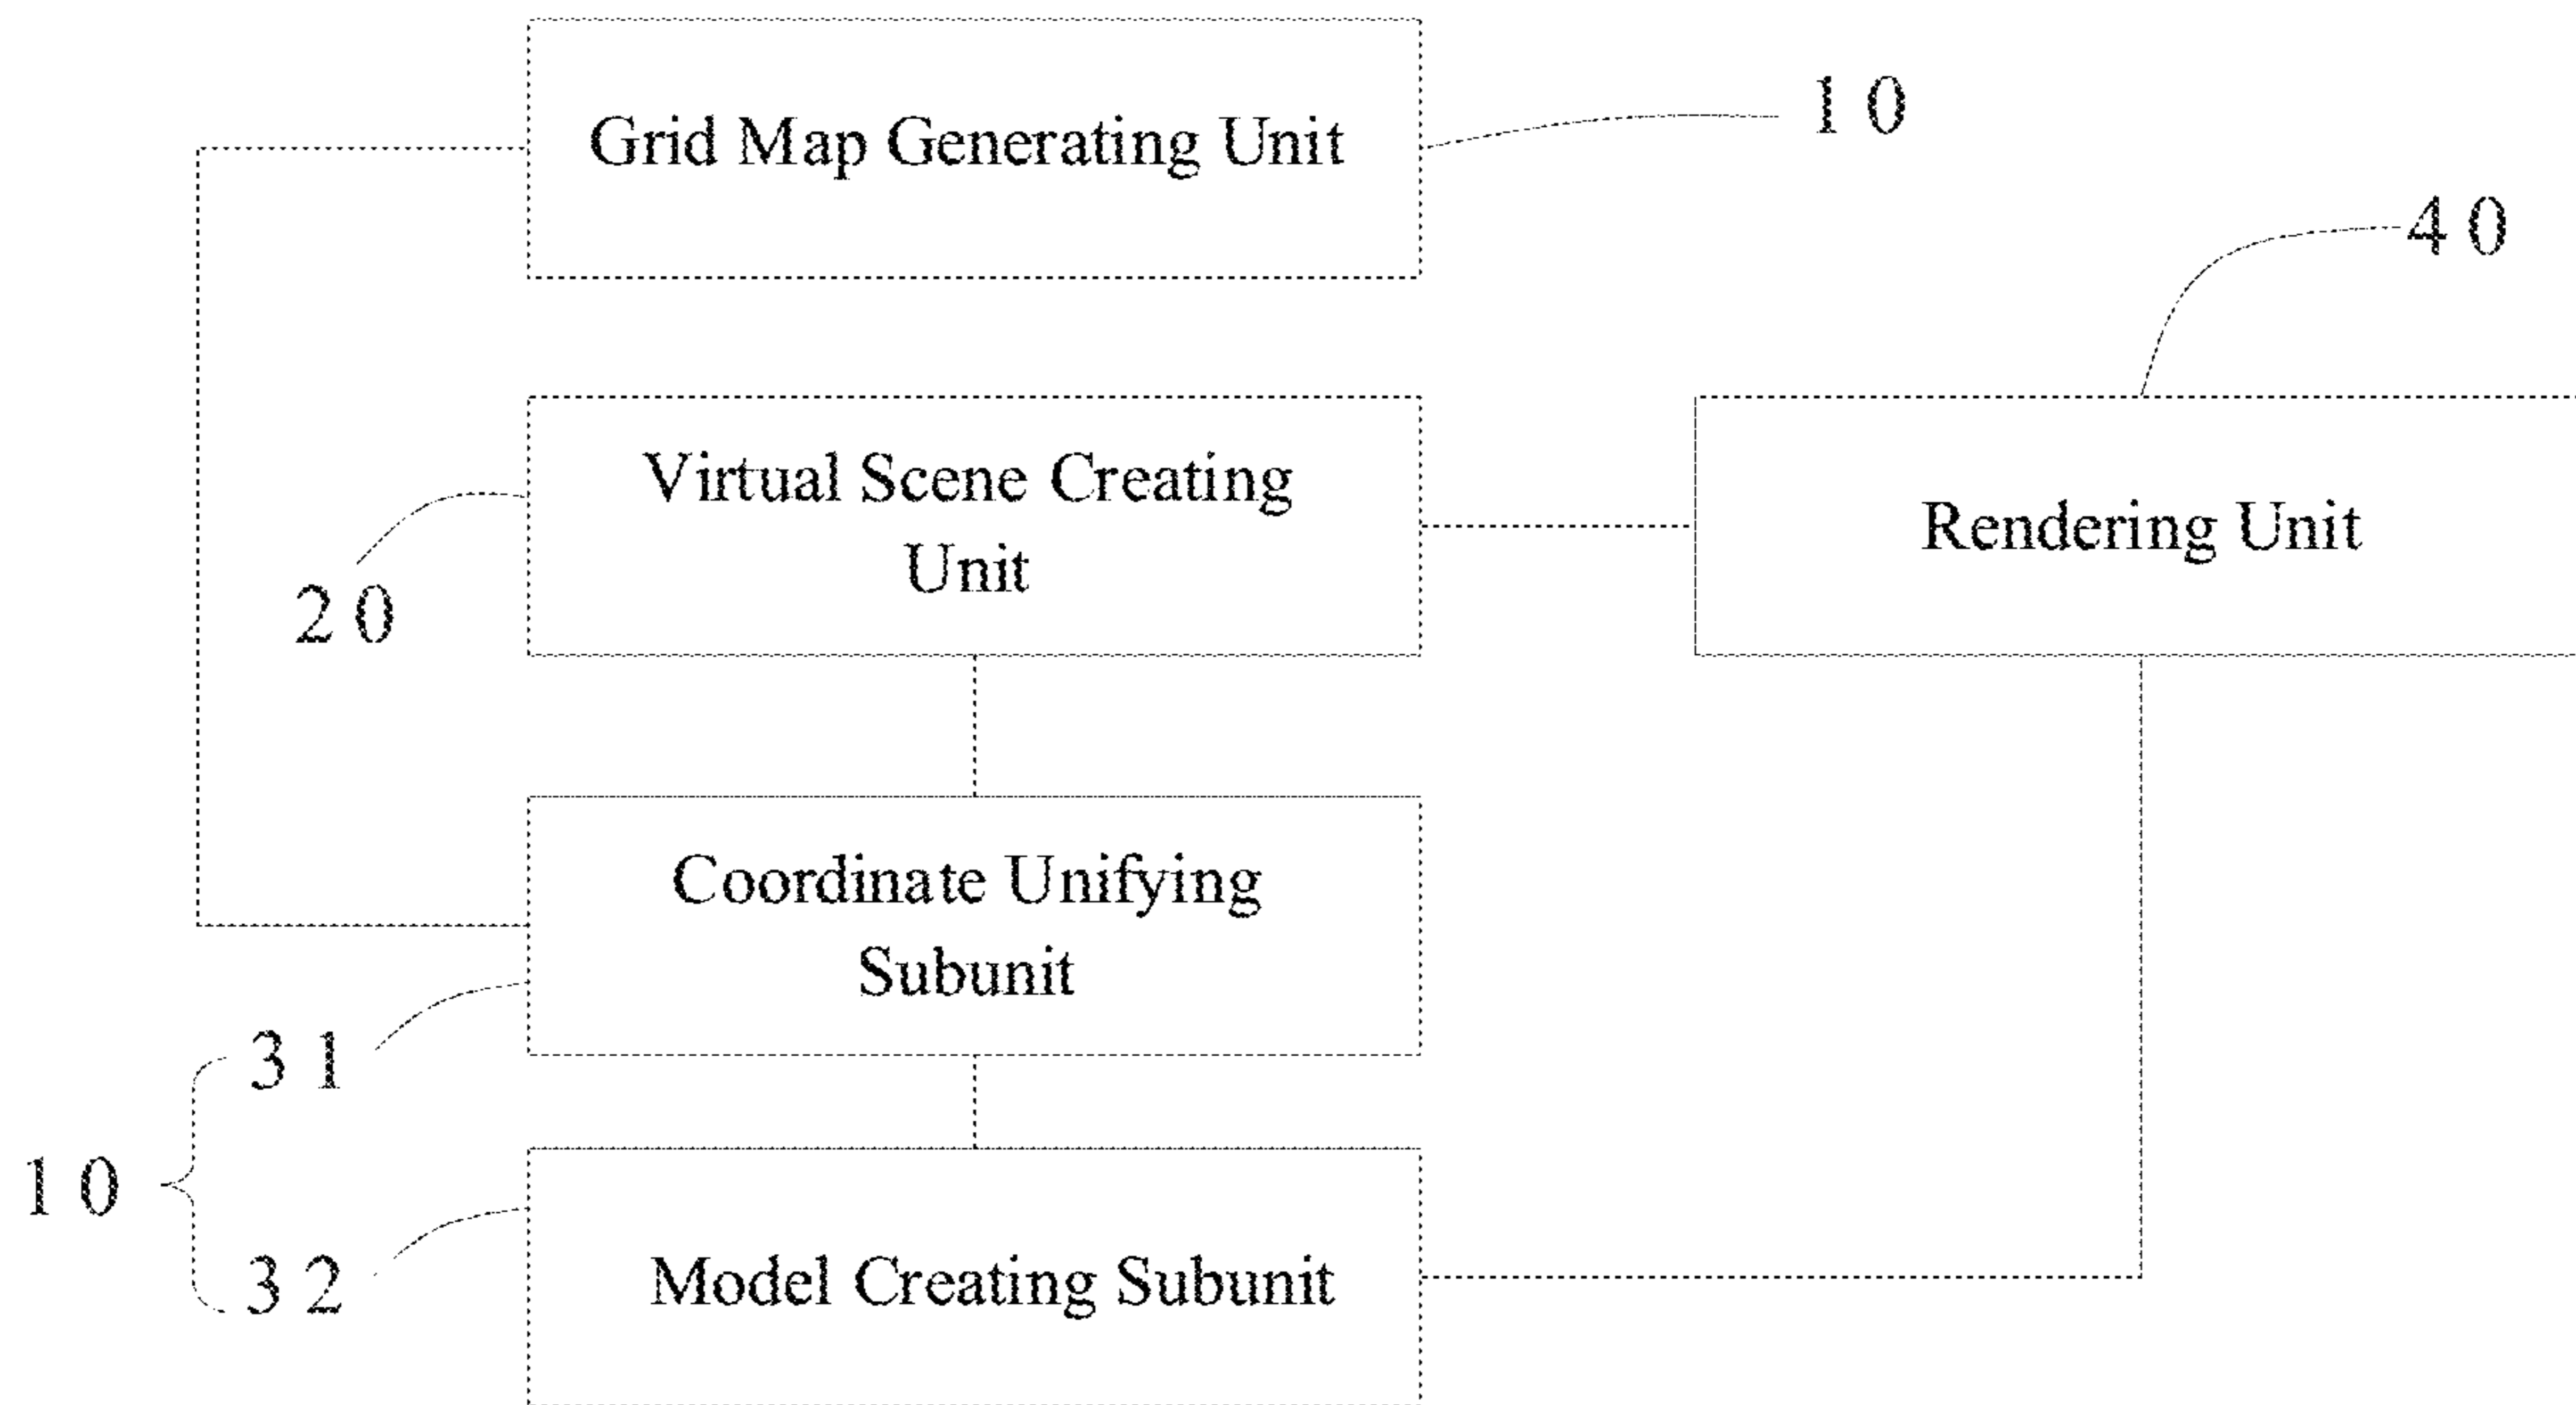 Grid Map Generating Unit
10
40
Virtual Scene Creating
Unit
Rendering Unit
20
Coordinate Unifying
Subunit
31
10
32
Model Creating Subunit